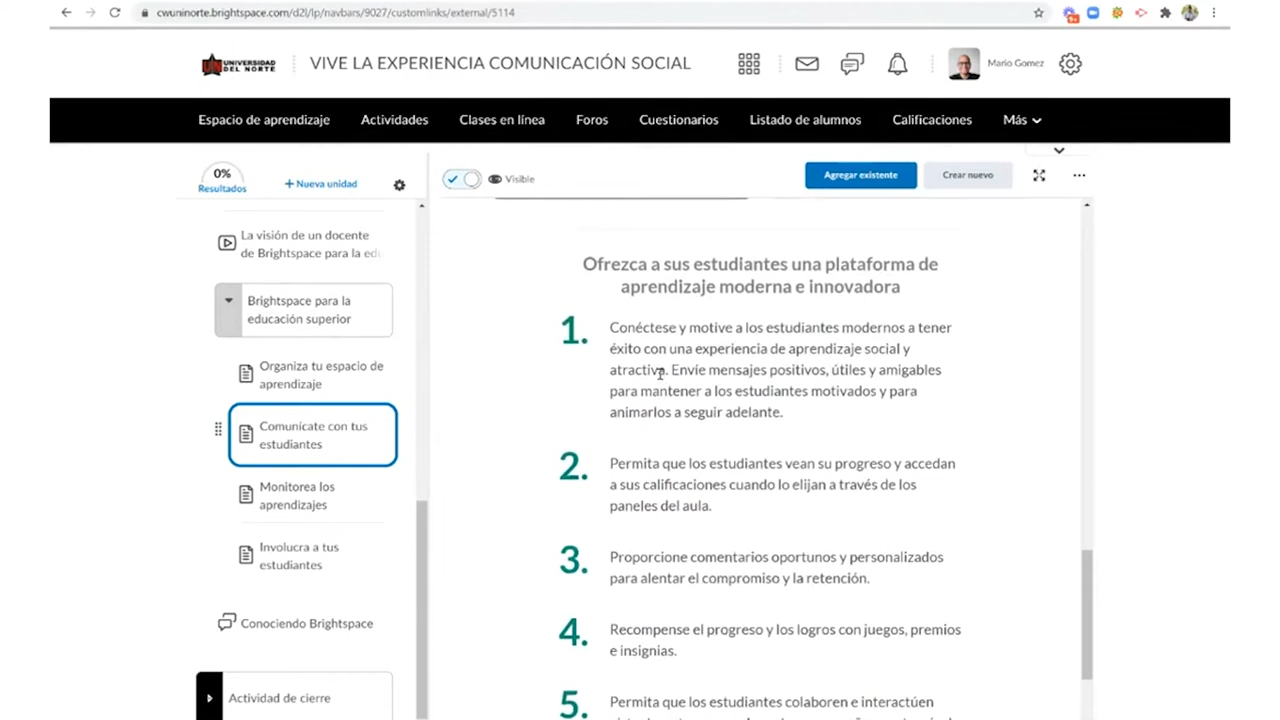 cwuninorte.brightspace.com/d2l/lp/navbars/9027/customlinks/external/5114
UNIVERSIDAD
DEL NORTE
VIVE LA EXPERIENCIA COMUNICACIÓN SOCIAL
Mario Gomez
Espacio de aprendizaje
Actividades
Clases en línea
Foros
Cuestionarios
Listado de alumnos
Calificaciones
Más
0%
Resultados
+ Nueva unidad
Visible
Agregar existente
Crear nuevo
La visión de un docente
de Brightspace para la edu
Brightspace para la
educación superior
Organiza tu espacio de
aprendizaje
Comunícate con tus
estudiantes
Monitorea los
aprendizajes
Involucra a tus
estudiantes
Conociendo Brightspace
Actividad de cierre
Ofrezca a sus estudiantes una plataforma de
aprendizaje moderna e innovadora
1. Conéctese y motive a los estudiantes modernos a tener
éxito con una experiencia de aprendizaje social y
atractiva. Envíe mensajes positivos, útiles y amigables
para mantener a los estudiantes motivados y para
animarlos a seguir adelante.
2. Permita que los estudiantes vean su progreso y accedan
a sus calificaciones cuando lo elijan a través de los
paneles del aula.
3. Proporcione comentarios oportunos y personalizados
para alentar el compromiso y la retención.
4. Recompense el progreso y los logros con juegos, premios
e insignias.
5. Permita que los estudiantes colaboren e interactúen